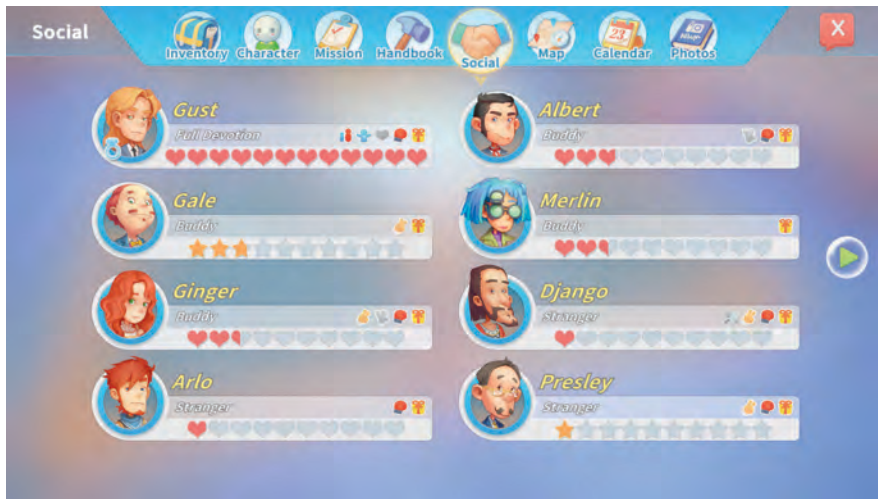 Social
Inventory Character Mission Handbook Social Map Calendar Photos X
23,
Gust
Full Devotion
Albert
Buddy
Gale
Buddy
Merlin
Buddy
Ginger
Buddy
Django
Stranger
Arlo
Stranger
Presley
Stranger